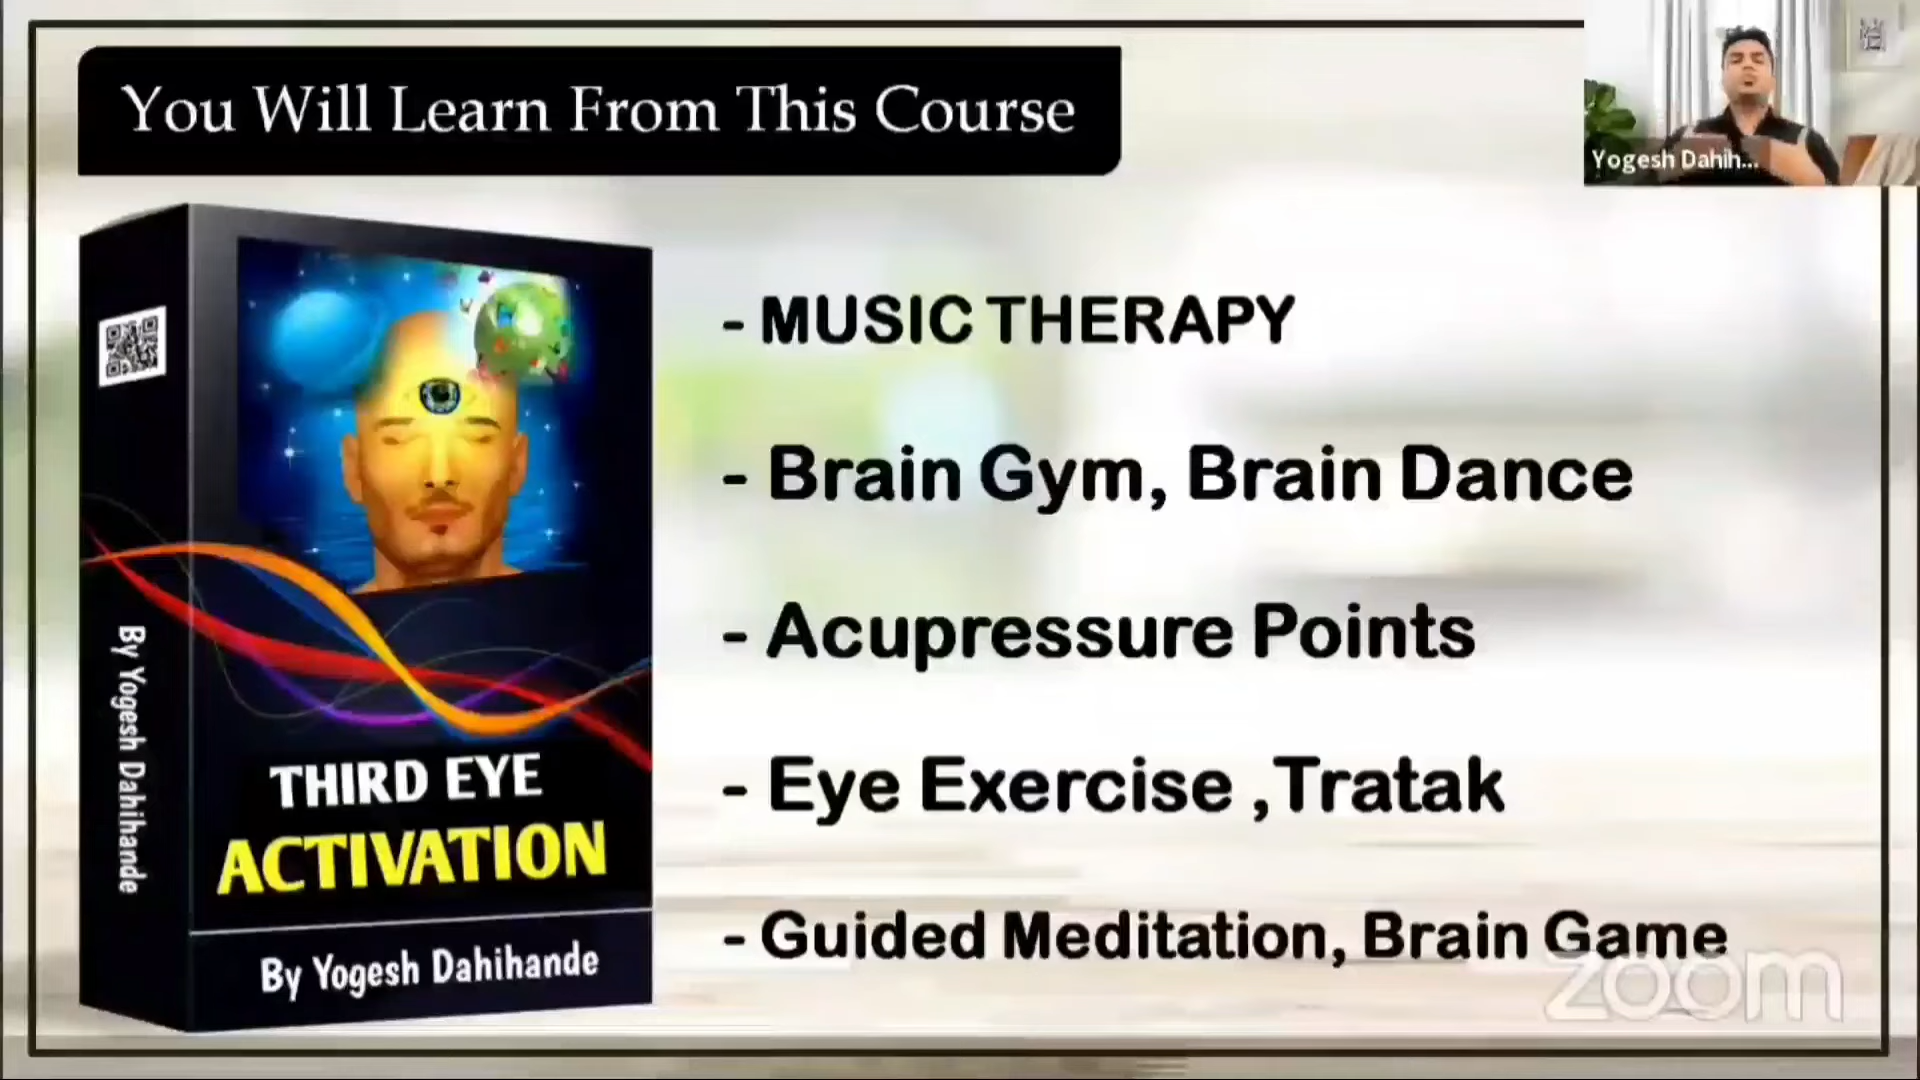 You Will Learn From This Course
Yogesh Dahih...
- MUSIC THERAPY
- Brain Gym, Brain Dance
- Acupressure Points
- Eye Exercise ,Tratak
- Guided Meditation, Brain Game
By Yogesh Dahihande
THIRD EYE
ACTIVATION
By Yogesh Dahihande
zoom